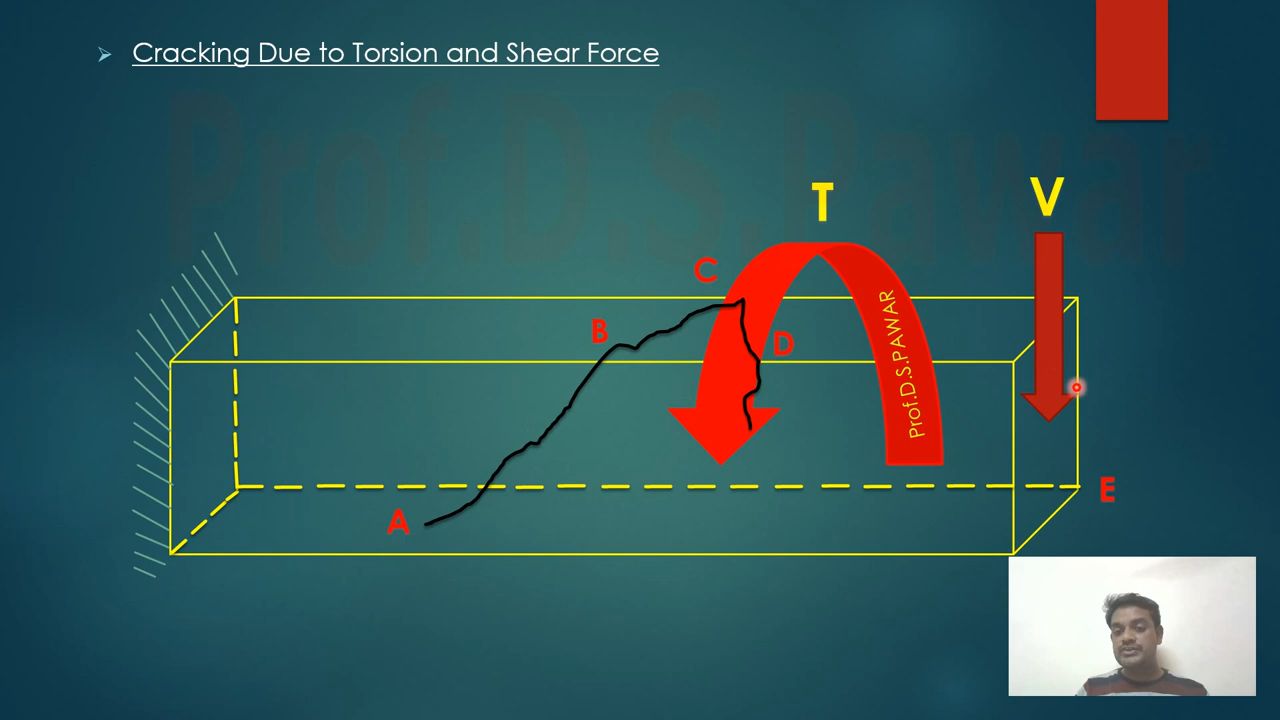 Cracking Due to Torsion and Shear Force
Prof.D.S.Pawar
T
V
C
B
D
Prof.D.S.PAWAR
E
A